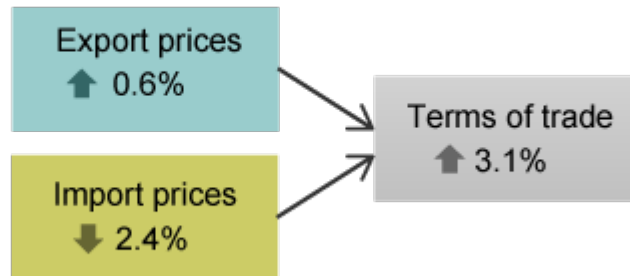 Export prices
0.6%
Terms of trade
3.1%
Import prices
2.4%